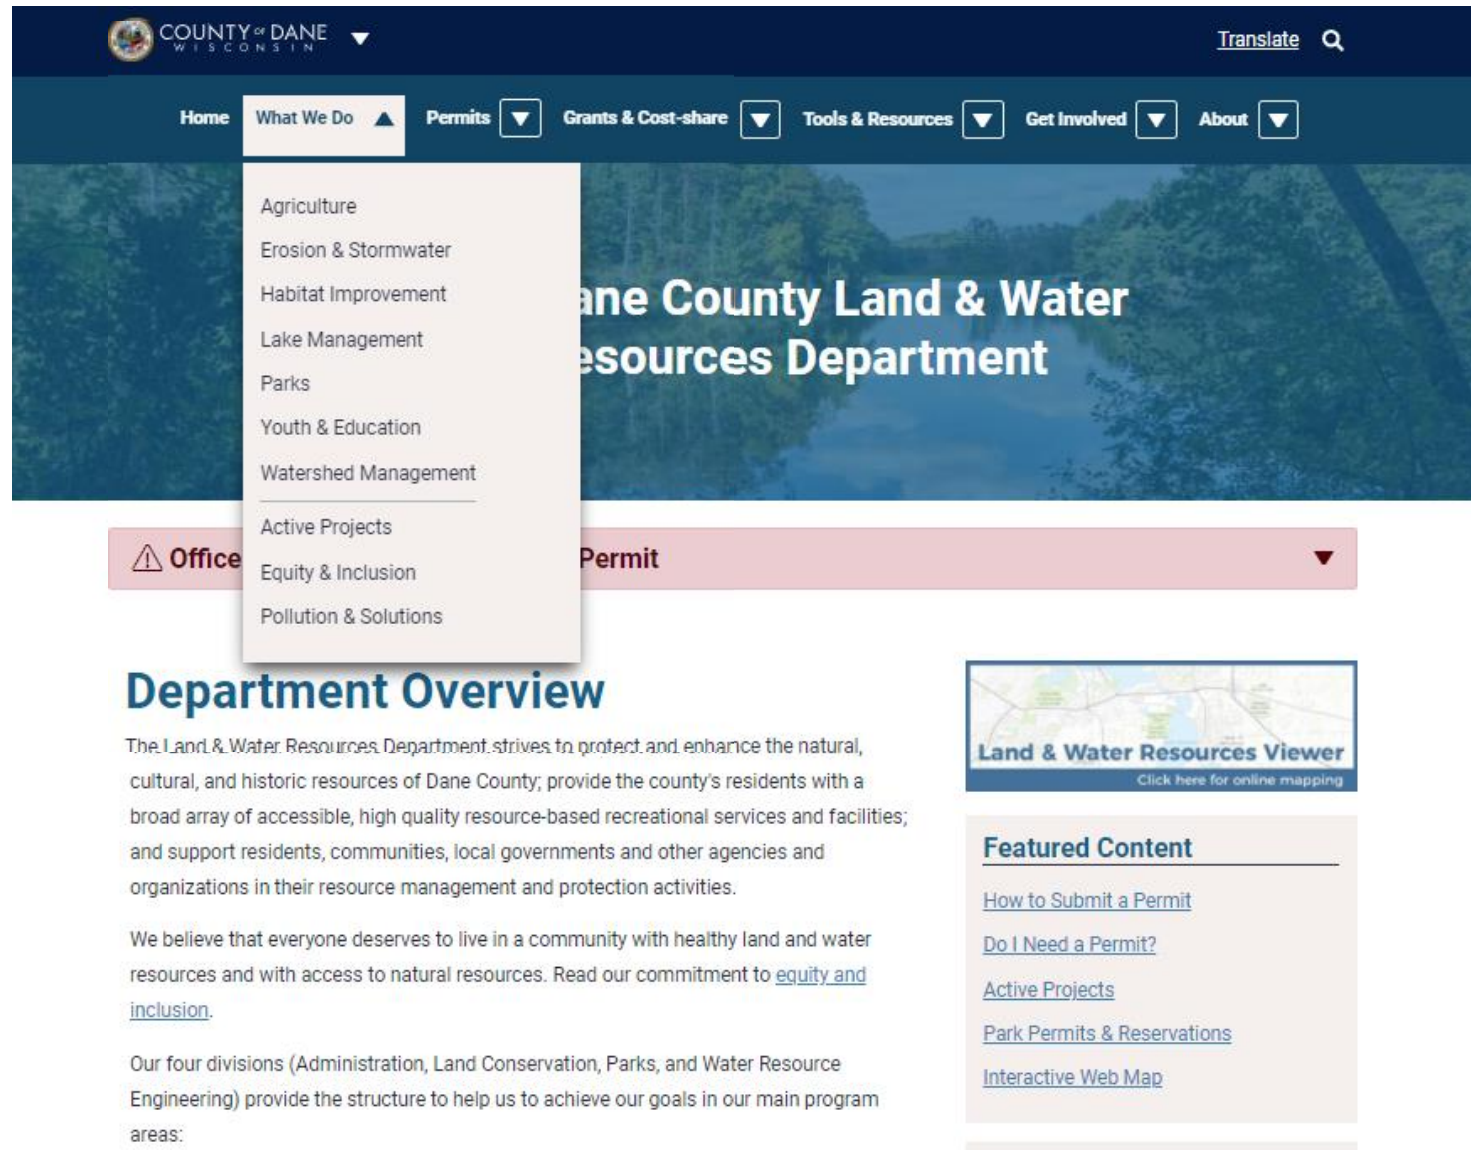 COUNTY OF DANE
WISCONSIN
Translate
Home What We Do Permits Grants & Cost-share Tools & Resources Get Involved About
Agriculture
Erosion & Stormwater
Habitat Improvement
Lake Management
Parks
Youth & Education
Watershed Management
Active Projects
Equity & Inclusion
Pollution & Solutions
ane County Land & Water
esources Department
Office Permit
Department Overview
The Land & Water Resources Department strives to protect and enhance the natural,
cultural, and historic resources of Dane County; provide the county's residents with a
broad array of accessible, high quality resource-based recreational services and facilities;
and support residents, communities, local governments and other agencies and
organizations in their resource management and protection activities.
We believe that everyone deserves to live in a community with healthy land and water
resources and with access to natural resources. Read our commitment to equity and
inclusion.
Our four divisions (Administration, Land Conservation, Parks, and Water Resource
Engineering) provide the structure to help us to achieve our goals in our main program
areas:
Land & Water Resources Viewer
Click here for online mapping
Featured Content
How to Submit a Permit
Do I Need a Permit?
Active Projects
Park Permits & Reservations
Interactive Web Map